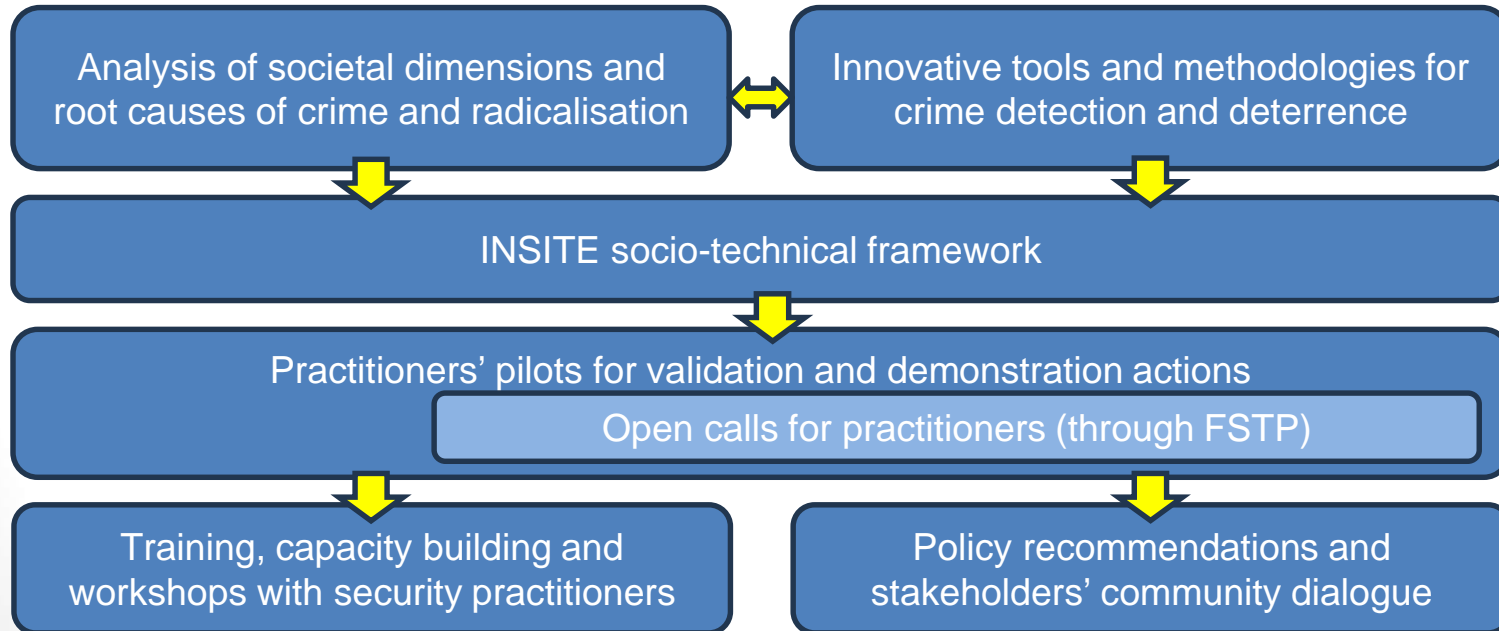 Analysis of societal dimensions and
root causes of crime and radicalisation
Innovative tools and methodologies for
crime detection and deterrence
INSITE socio-technical framework
Practitioners’ pilots for validation and demonstration actions
Open calls for practitioners (through FSTP)
Training, capacity building and
workshops with security practitioners
Policy recommendations and
stakeholders’ community dialogue